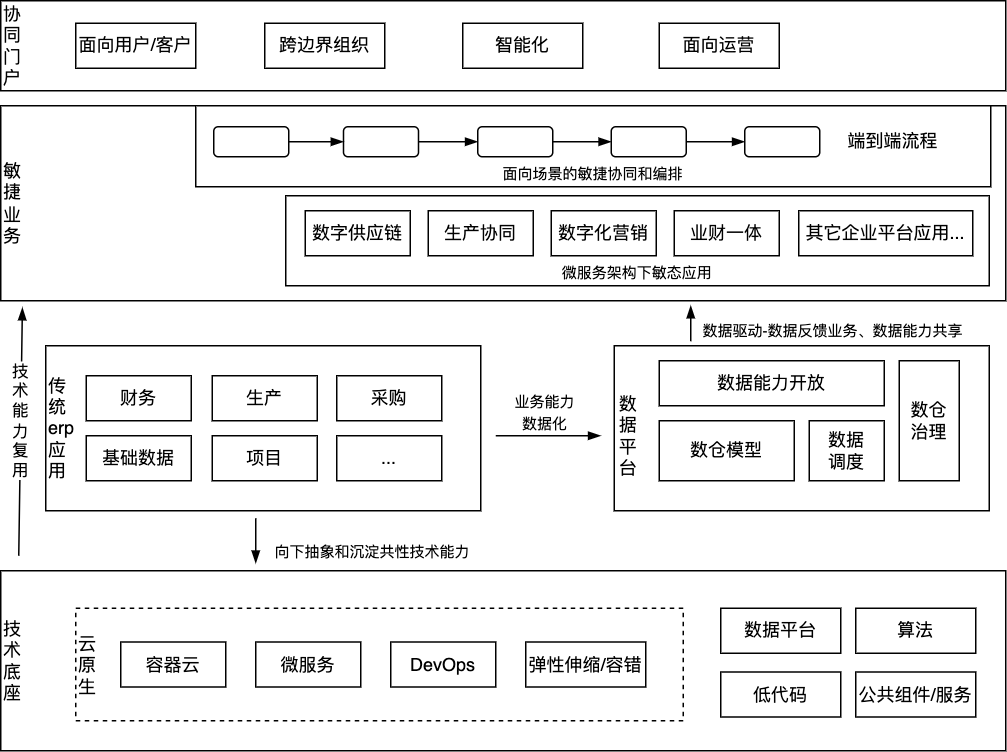 协同门户
面向用户/客户
跨边界组织
智能化
面向运营
敏捷业务
端到端流程
面向场景的敏捷协同和编排
数字供应链
生产协同
数字化营销
业财一体
其它企业平台应用...
微服务架构下敏态应用
技术能力复用
数据驱动-数据反馈业务、数据能力共享
传统erp应用
财务
生产
采购
基础数据
项目
...
业务能力
数据化
数据平台
数据能力开放
数仓模型
数据
调度
数仓
治理
向下抽象和沉淀共性技术能力
技术底座
云原生
容器云
微服务
DevOps
弹性伸缩/容错
数据平台
算法
低代码
公共组件/服务